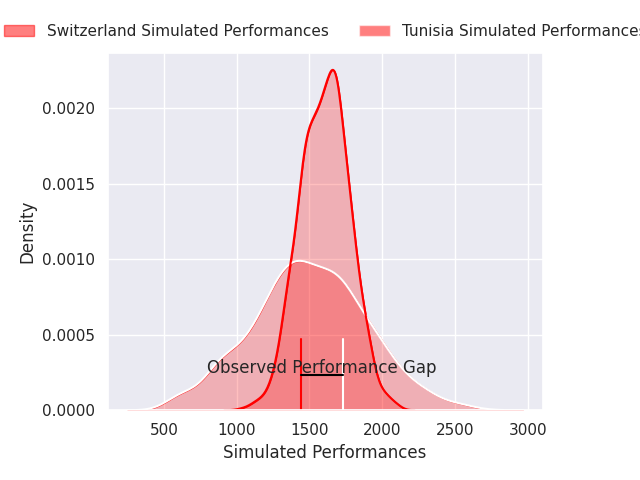 Switzerland Simulated Performances
Tunisia Simulated Performances
0.0020
0.0015
0.0010
0.0005
0.0000
Density
Observed Performance Gap
500 1000 1500 2000 2500 3000
Simulated Performances